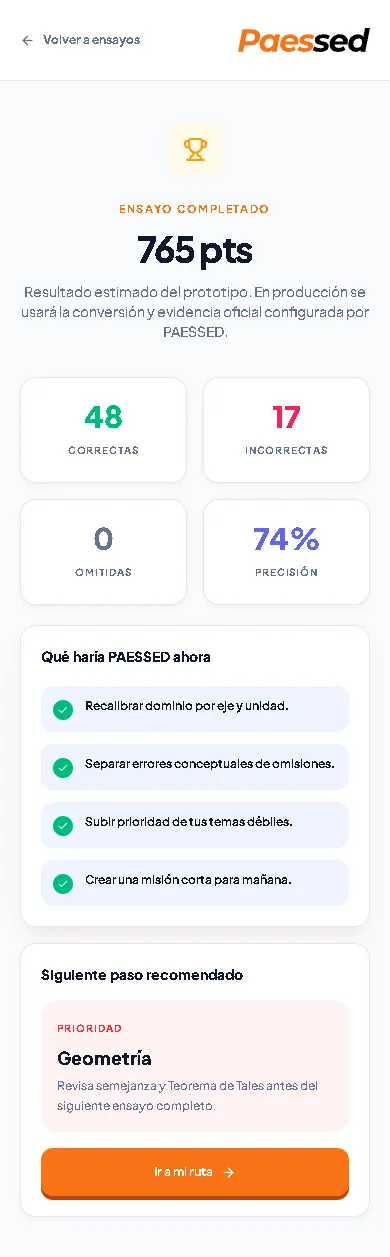 Volver a ensayos
Paessed
ENSAYO COMPLETADO
765 pts
Resultado estimado del prototipo. En producción se
usará la conversión y evidencia oficial configurada por
PAESSED.
48
CORRECTAS
17
INCORRECTAS
0
OMITIDAS
74%
PRECISIÓN
Qué haría PAESSED ahora
Recalibrar dominio por eje y unidad.
Separar errores conceptuales de omisiones.
Subir prioridad de tus temas débiles.
Crear una misión corta para mañana.
Siguiente paso recomendado
PRIORIDAD
Geometría
Revisa semejanza y Teorema de Tales antes del
siguiente ensayo completo.
Ir a mi ruta